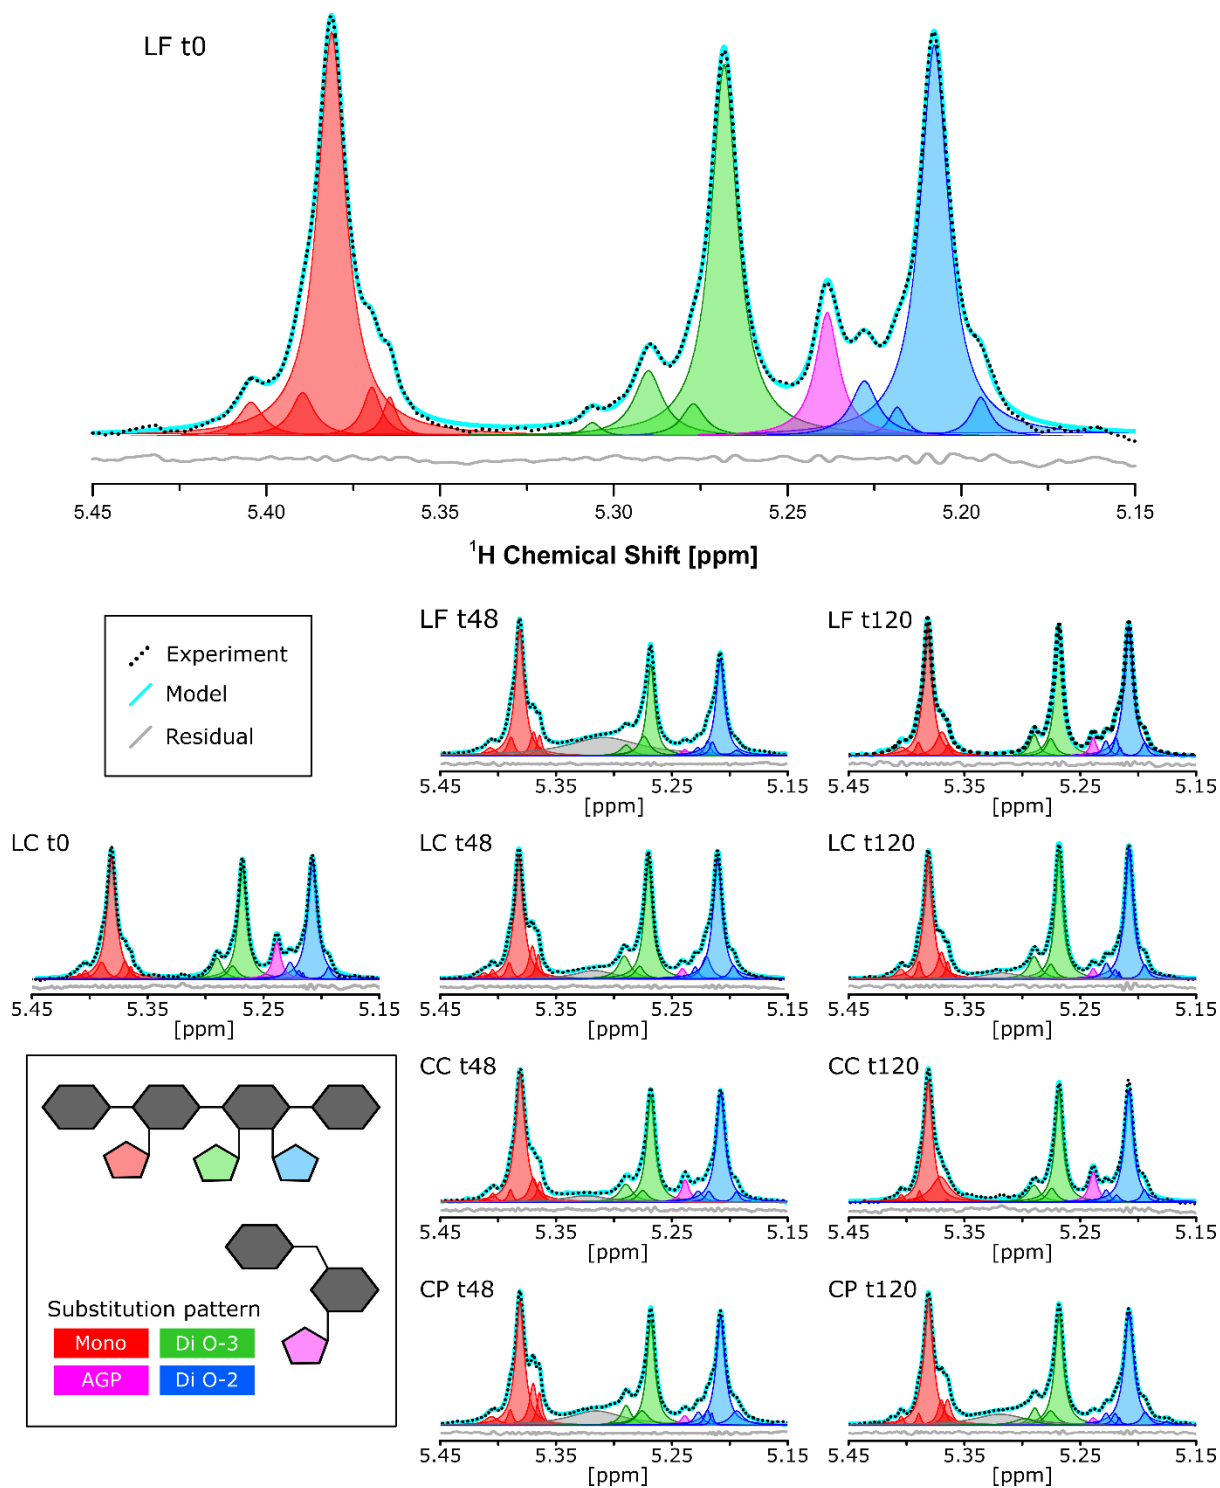 LF t0
5.45 5.40 5.35 5.30 5.25 5.20 5.15
¹H Chemical Shift [ppm]
Experiment
Model
Residual
LF t48
5.45 5.35 5.25 5.15
[ppm]
LF t120
5.45 5.35 5.25 5.15
[ppm]
LC t0
5.45 5.35 5.25 5.15
[ppm]
LC t48
5.45 5.35 5.25 5.15
[ppm]
LC t120
5.45 5.35 5.25 5.15
[ppm]
CC t48
5.45 5.35 5.25 5.15
[ppm]
CC t120
5.45 5.35 5.25 5.15
[ppm]
Substitution pattern
Mono Di O-3
AGP Di O-2
CP t48
5.45 5.35 5.25 5.15
[ppm]
CP t120
5.45 5.35 5.25 5.15
[ppm]